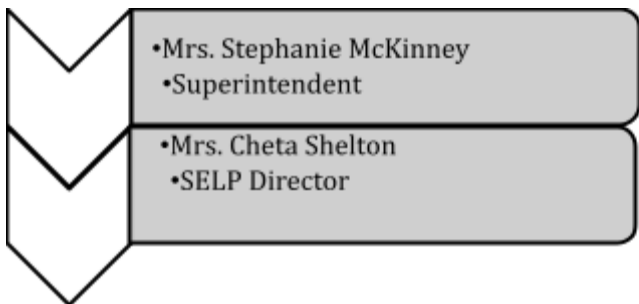 •Mrs. Stephanie McKinney
•Superintendent
•Mrs. Cheta Shelton
•SELP Director